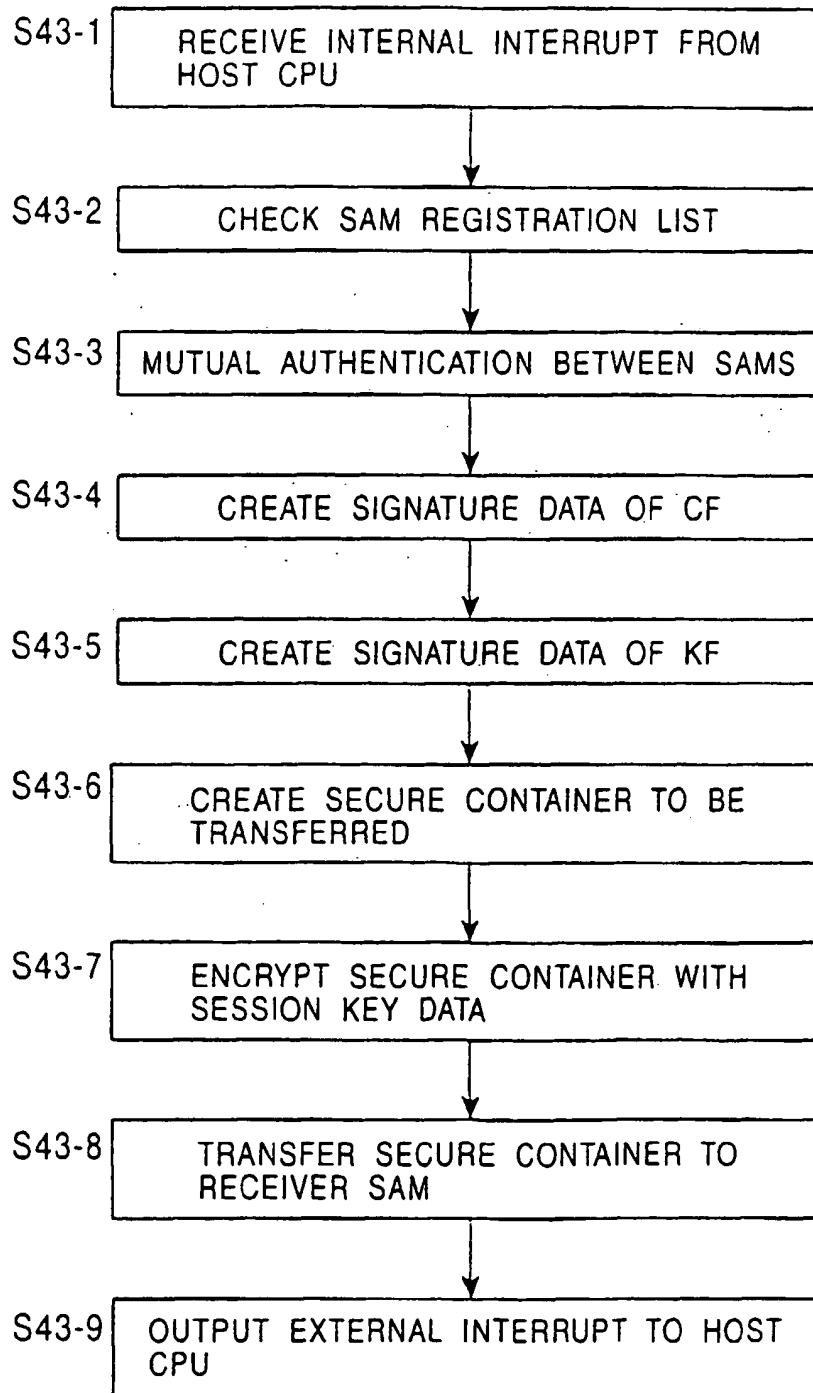 S43-1
RECEIVE INTERNAL INTERRUPT FROM
HOST CPU
S43-2
CHECK SAM REGISTRATION LIST
S43-3
MUTUAL AUTHENTICATION BETWEEN SAMS
S43-4
CREATE SIGNATURE DATA OF CF
S43-5
CREATE SIGNATURE DATA OF KF
S43-6
CREATE SECURE CONTAINER TO BE
TRANSFERRED
S43-7
ENCRYPT SECURE CONTAINER WITH
SESSION KEY DATA
S43-8
TRANSFER SECURE CONTAINER TO
RECEIVER SAM
S43-9
OUTPUT EXTERNAL INTERRUPT TO HOST
CPU